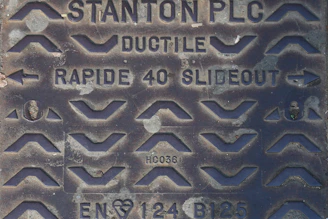 STANTON PLC
DUCTILE
RAPIDE 40 SLIDEOUT
HC036
EN 124 B125